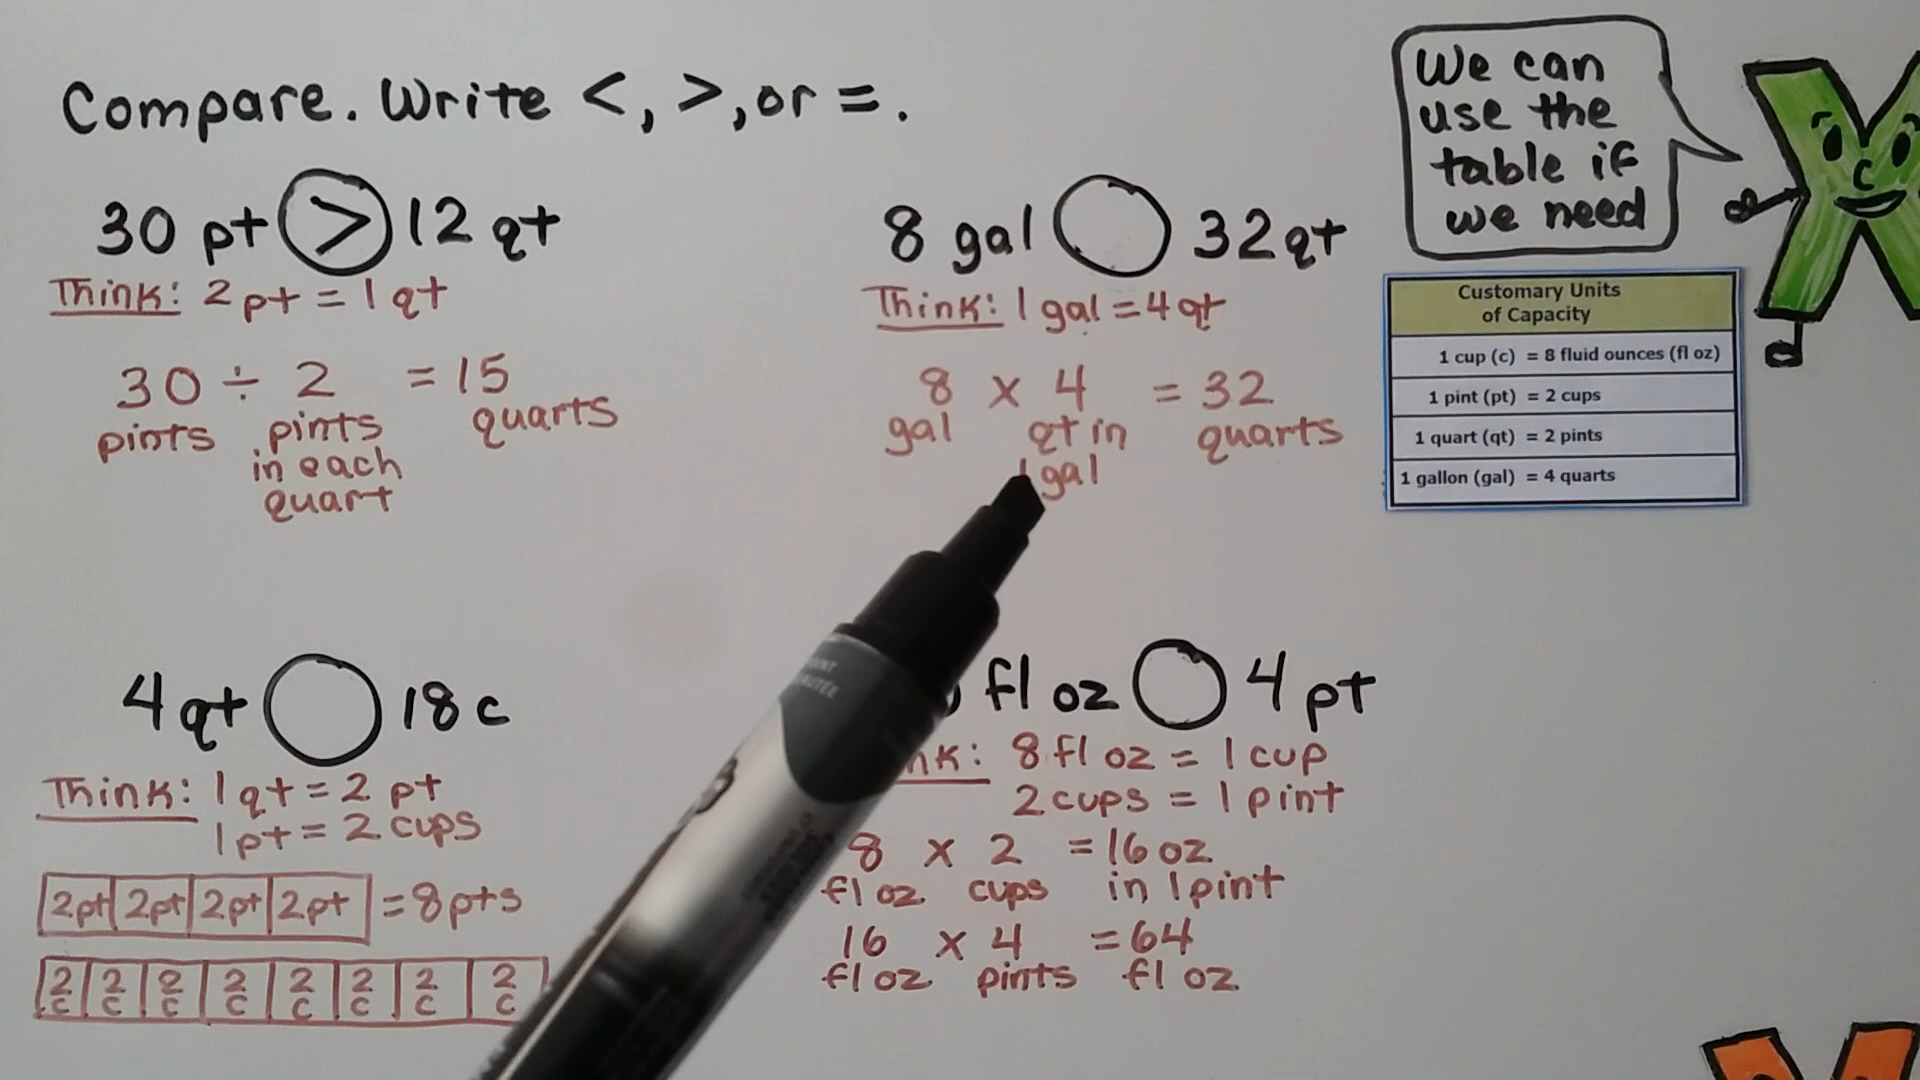 Compare. Write <, >, or =.
30 pt > 12 qt
Think: 2 pt = 1 qt
30 ÷ 2 = 15
pints pints quarts
in each
quart
8 gal 32 qt
Think: 1 gal = 4 qt
8 x 4 = 32
gal qt in quarts
1 gal
We can
use the
table if
we need
Customary Units
of Capacity
1 cup (c) = 8 fluid ounces (fl oz)
1 pint (pt) = 2 cups
1 quart (qt) = 2 pints
1 gallon (gal) = 4 quarts
4 qt 18 c
Think: 1 qt = 2 pt
1 pt = 2 cups
2pt 2pt 2pt 2pt = 8 pts
2 2 2 2 2 2 2 2
c c c c c c c c
fl oz 4 pt
8 fl oz = 1 cup
2 cups = 1 pint
8 x 2 = 16 oz
fl oz cups in 1 pint
16 x 4 = 64
fl oz pints fl oz